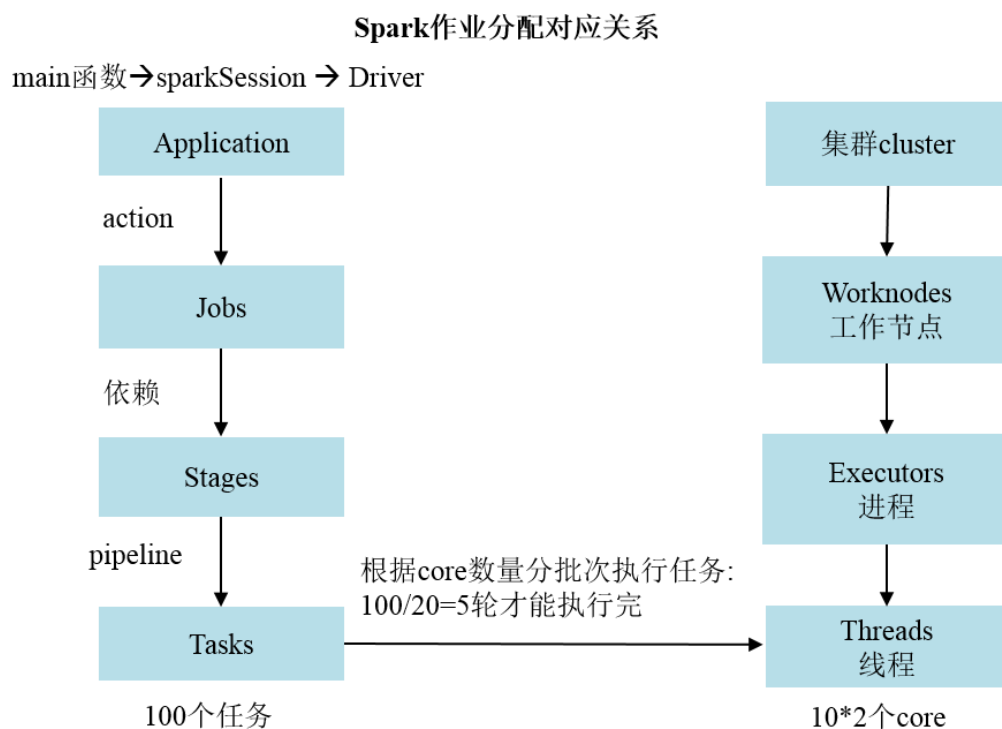 Spark作业分配对应关系
main函数→sparkSession → Driver
Application
action
Jobs
依赖
Stages
pipeline
Tasks
100个任务
根据core数量分批次执行任务:
100/20=5轮才能执行完
集群cluster
Worknodes
工作节点
Executors
进程
Threads
线程
10*2个core